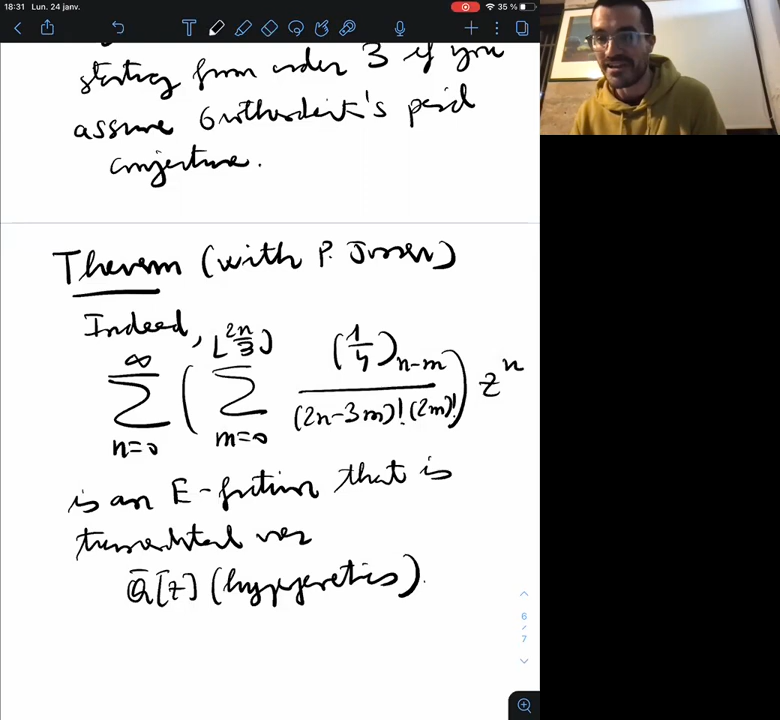 18:31 Lun. 24 janv. 35 %
starting from order 3 if you
assume Grothendieck's period
conjecture.
Theorem (with P. Jossen)
Indeed,
∑_{n=0}^{∞} ( ∑_{m=0}^{⌊2n/3⌋} (1/4)_{n-m} / (2n-3m)! (2m)! ) z^n
is an E-function that is
transcendental over
Q̄[z] (hypergeometrics).
6
/
7